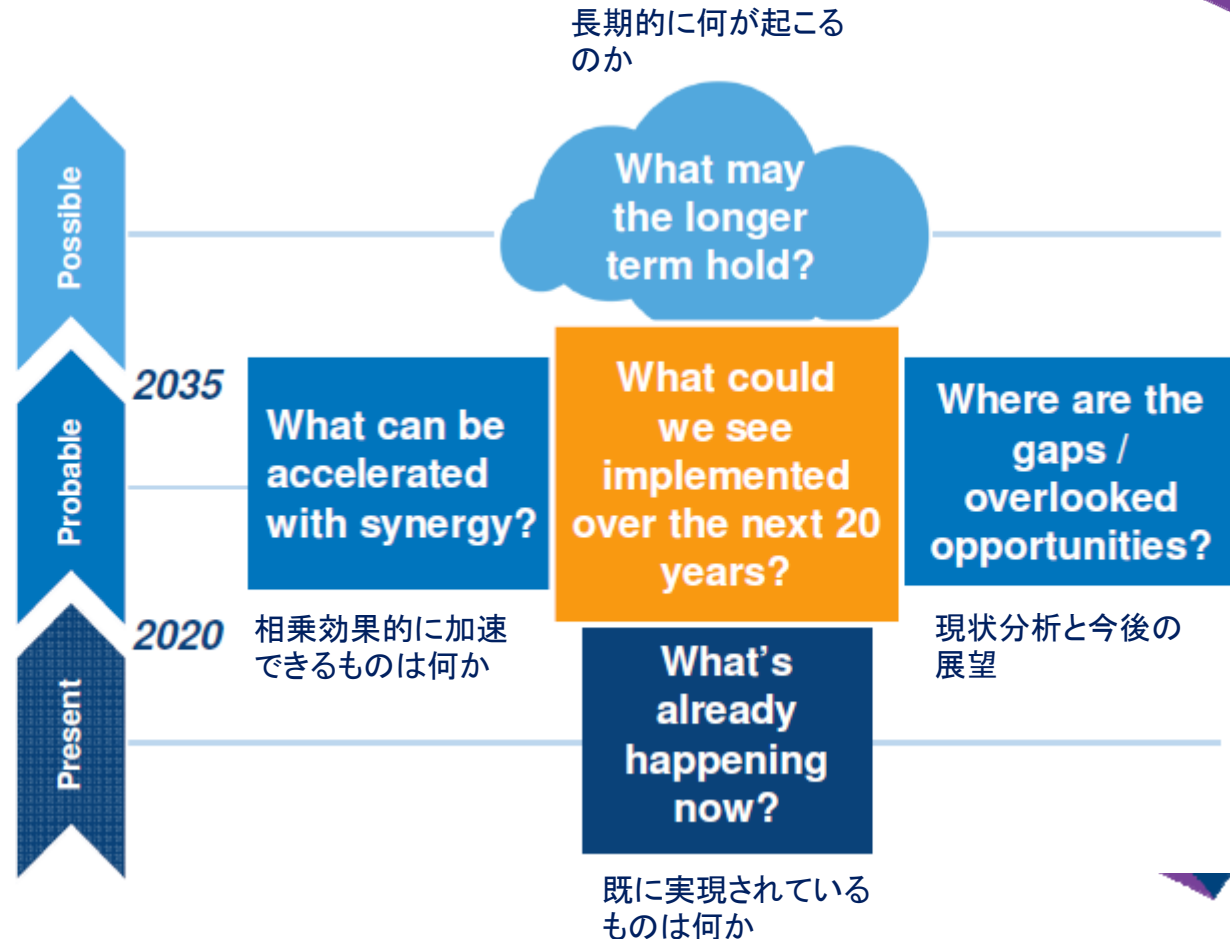 長期的に何が起こる
のか
What may
the longer
term hold?
Possible
2035
What can be
accelerated
with synergy?
What could
we see
implemented
over the next 20
years?
Where are the
gaps /
overlooked
opportunities?
Probable
2020
相乗効果的に加速
できるものは何か
現状分析と今後の
展望
What’s
already
happening
now?
Present
既に実現されている
ものは何か